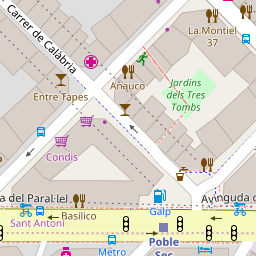 Carrer de Calàbria
La Montiel
37
Anauco
Jardins
dels Tres
Tombs
Entre Tapes
Condis
a del Paral·lel
Avinguda d
Basilico
Galp
Sant Antoni
Metro
Poble
Sec